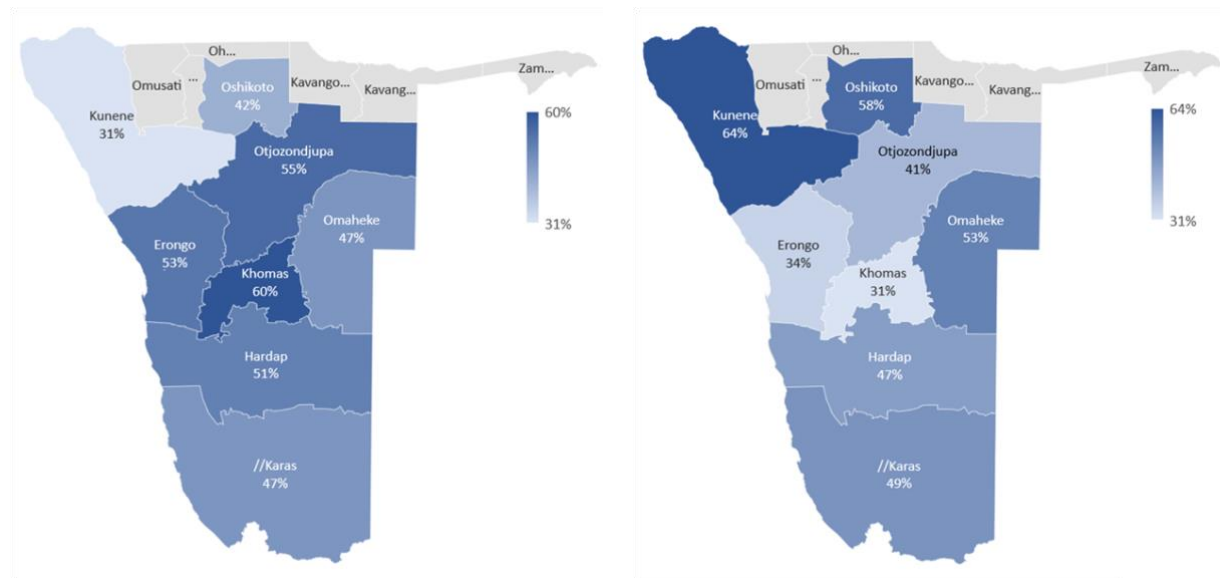 Oh...
Omusati
...
Oshikoto
42%
Kavango...
Kavang...
Zam...
60%
31%
Kunene
31%
Otjozondjupa
55%
Omaheke
47%
Erongo
53%
Khomas
60%
Hardap
51%
//Karas
47%
Oh...
Omusati
...
Oshikoto
58%
Kavango...
Kavang...
Zam...
64%
31%
Kunene
64%
Otjozondjupa
41%
Omaheke
53%
Erongo
34%
Khomas
31%
Hardap
47%
//Karas
49%